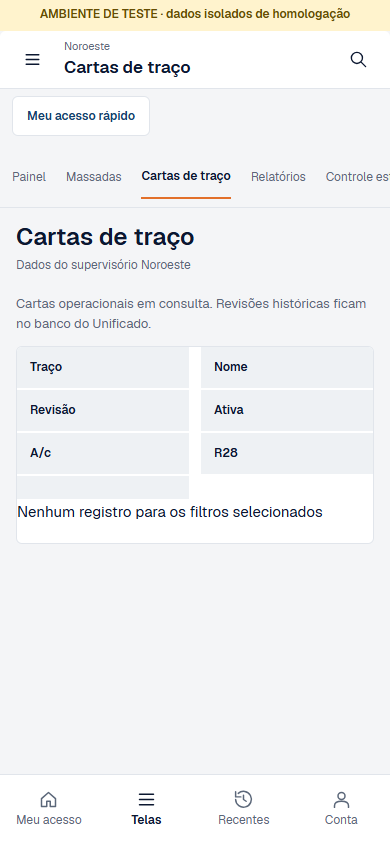 AMBIENTE DE TESTE · dados isolados de homologação
Noroeste
Cartas de traço
Meu acesso rápido
Painel Massadas Cartas de traço Relatórios Controle es
Cartas de traço
Dados do supervisório Noroeste
Cartas operacionais em consulta. Revisões históricas ficam
no banco do Unificado.
Traço Nome
Revisão Ativa
A/c R28
Nenhum registro para os filtros selecionados
Meu acesso Telas Recentes Conta